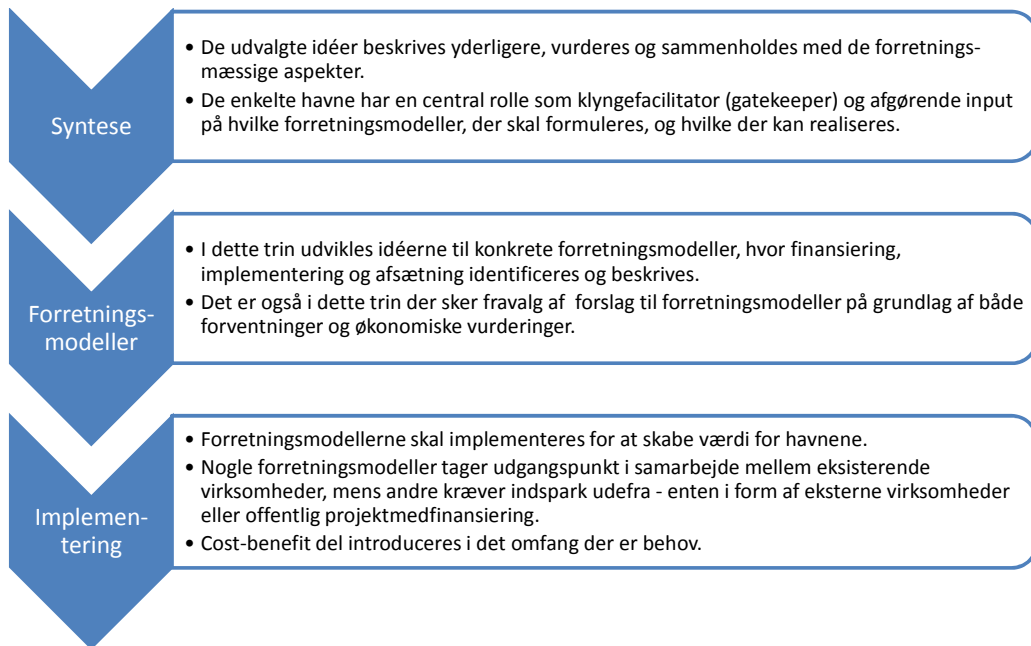 Syntese
• De udvalgte idéer beskrives yderligere, vurderes og sammenholdes med de forretnings-
mæssige aspekter.
• De enkelte havne har en central rolle som klyngefacilitator (gatekeeper) og afgørende input
på hvilke forretningsmodeller, der skal formuleres, og hvilke der kan realiseres.
Forretnings-
modeller
• I dette trin udvikles idéerne til konkrete forretningsmodeller, hvor finansiering,
implementering og afsætning identificeres og beskrives.
• Det er også i dette trin der sker fravalg af forslag til forretningsmodeller på grundlag af både
forventninger og økonomiske vurderinger.
Implemen-
tering
• Forretningsmodellerne skal implementeres for at skabe værdi for havnene.
• Nogle forretningsmodeller tager udgangspunkt i samarbejde mellem eksisterende
virksomheder, mens andre kræver indspark udefra - enten i form af eksterne virksomheder
eller offentlig projektmedfinansiering.
• Cost-benefit del introduceres i det omfang der er behov.